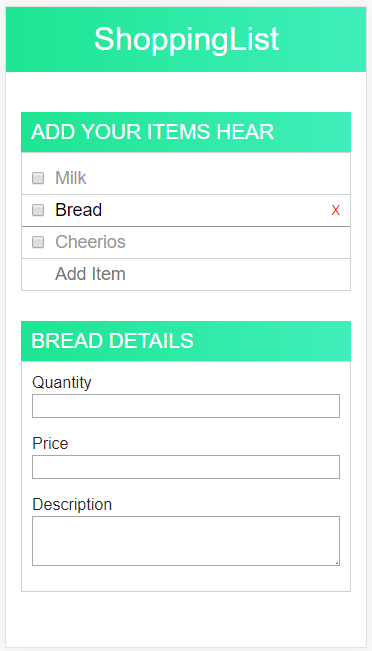 ShoppingList
ADD YOUR ITEMS HEAR
Milk
Bread X
Cheerios
Add Item
BREAD DETAILS
Quantity
Price
Description